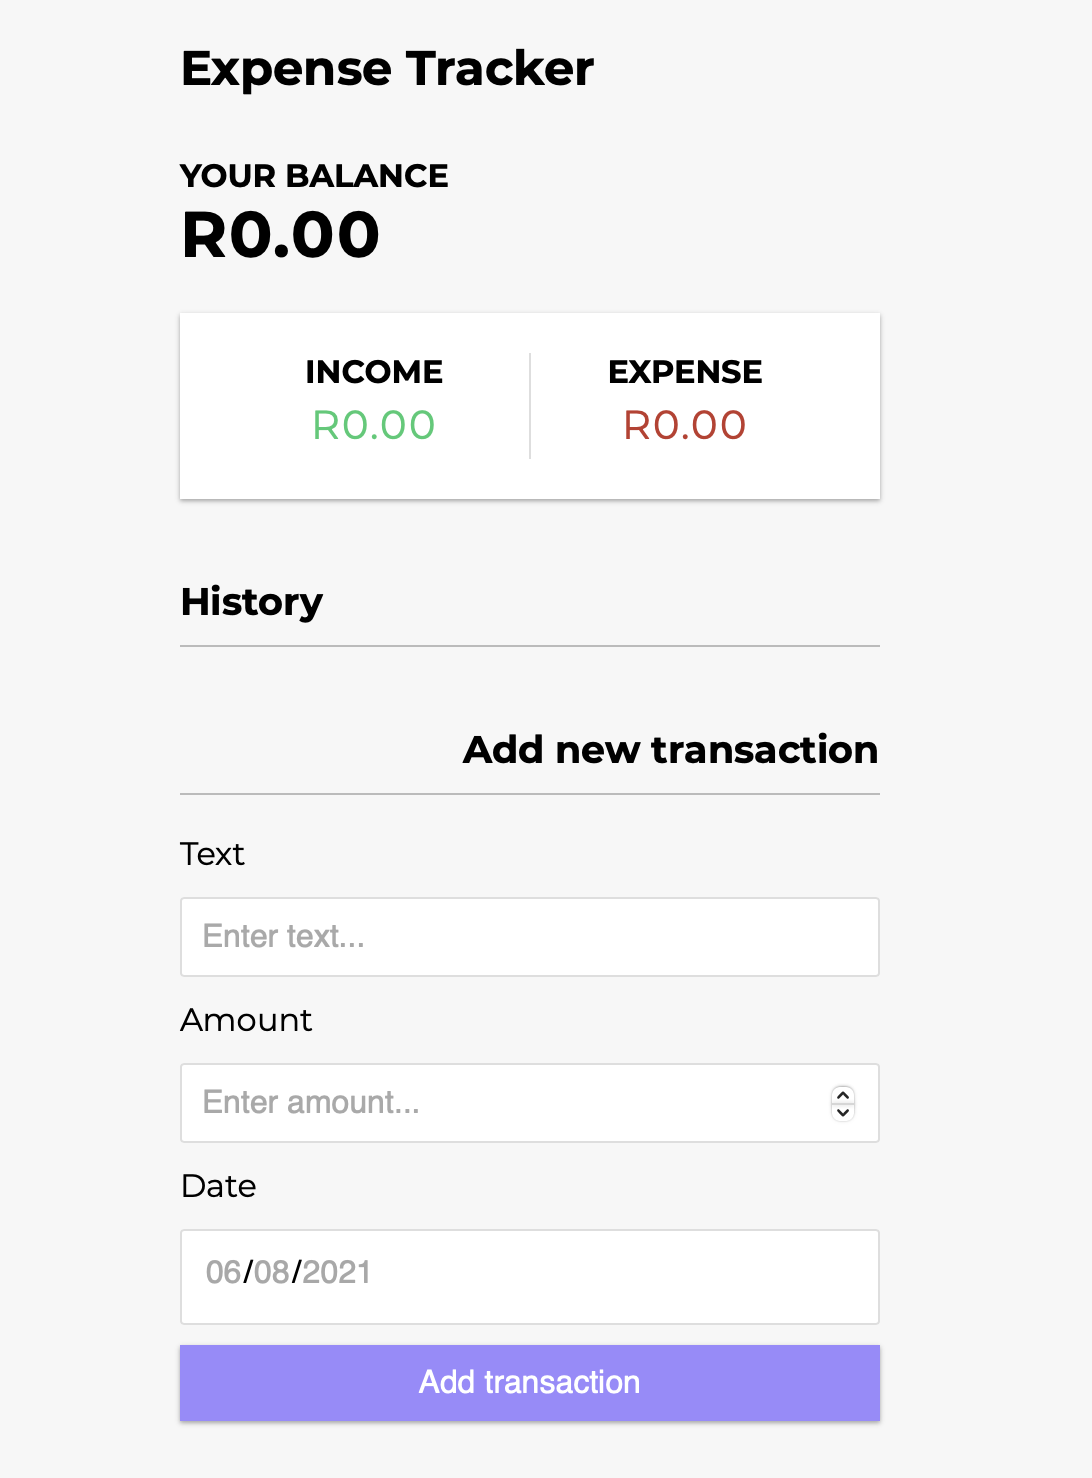 Expense Tracker
YOUR BALANCE
R0.00
INCOME EXPENSE
R0.00 R0.00
History
Add new transaction
Text
Enter text...
Amount
Enter amount...
Date
06/08/2021
Add transaction